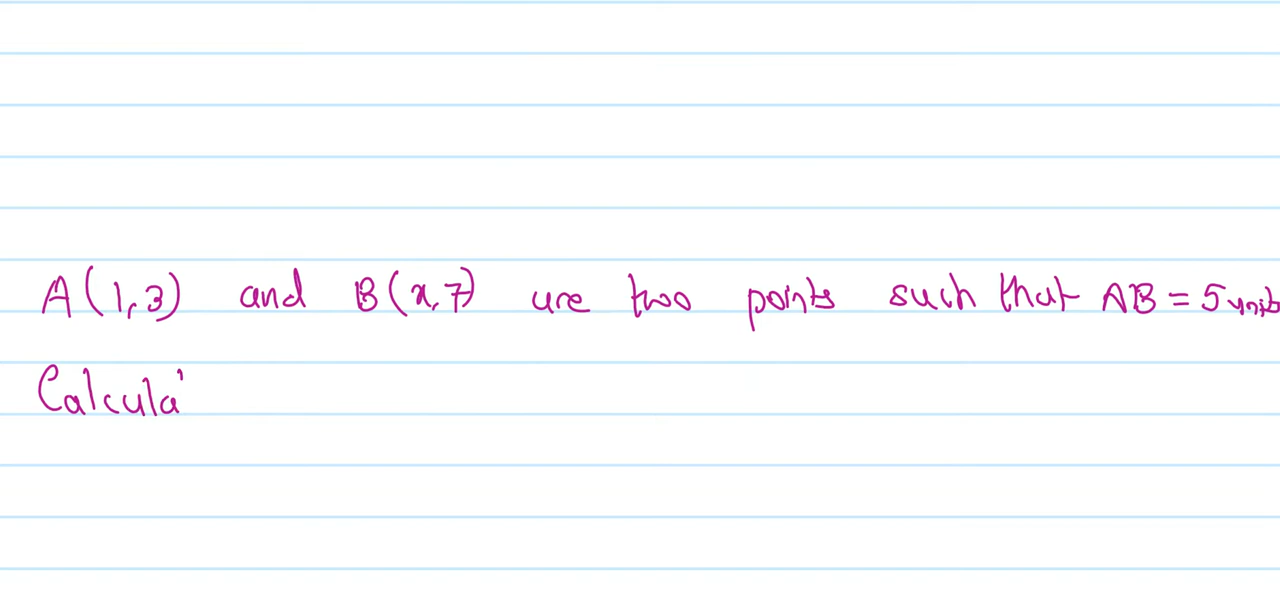 A(1,3) and B(x,7) are two points such that AB = 5 units
Calcula